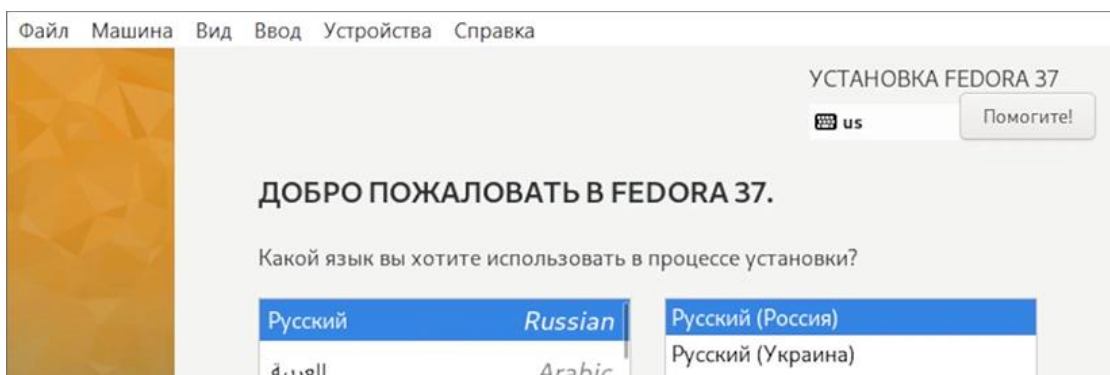 Файл Машина Вид Ввод Устройства Справка
УСТАНОВКА FEDORA 37
us Помогите!
ДОБРО ПОЖАЛОВАТЬ В FEDORA 37.
Какой язык вы хотите использовать в процессе установки?
Русский Russian Русский (Россия)
العربية Arabic Русский (Украина)